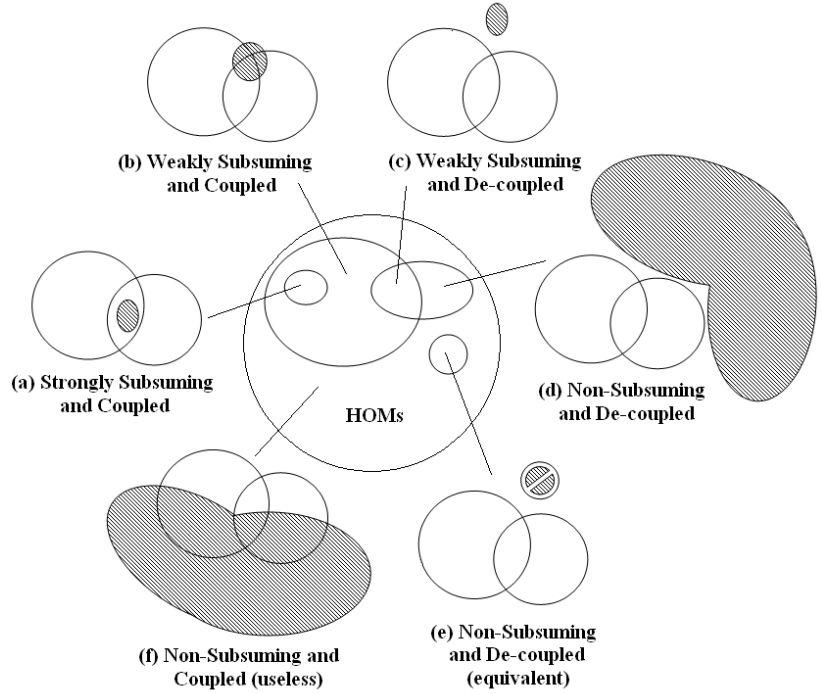 (b) Weakly Subsuming
and Coupled
(c) Weakly Subsuming
and De-coupled
(a) Strongly Subsuming
and Coupled
(d) Non-Subsuming
and De-coupled
HOMs
(e) Non-Subsuming
and De-coupled
(equivalent)
(f) Non-Subsuming and
Coupled (useless)